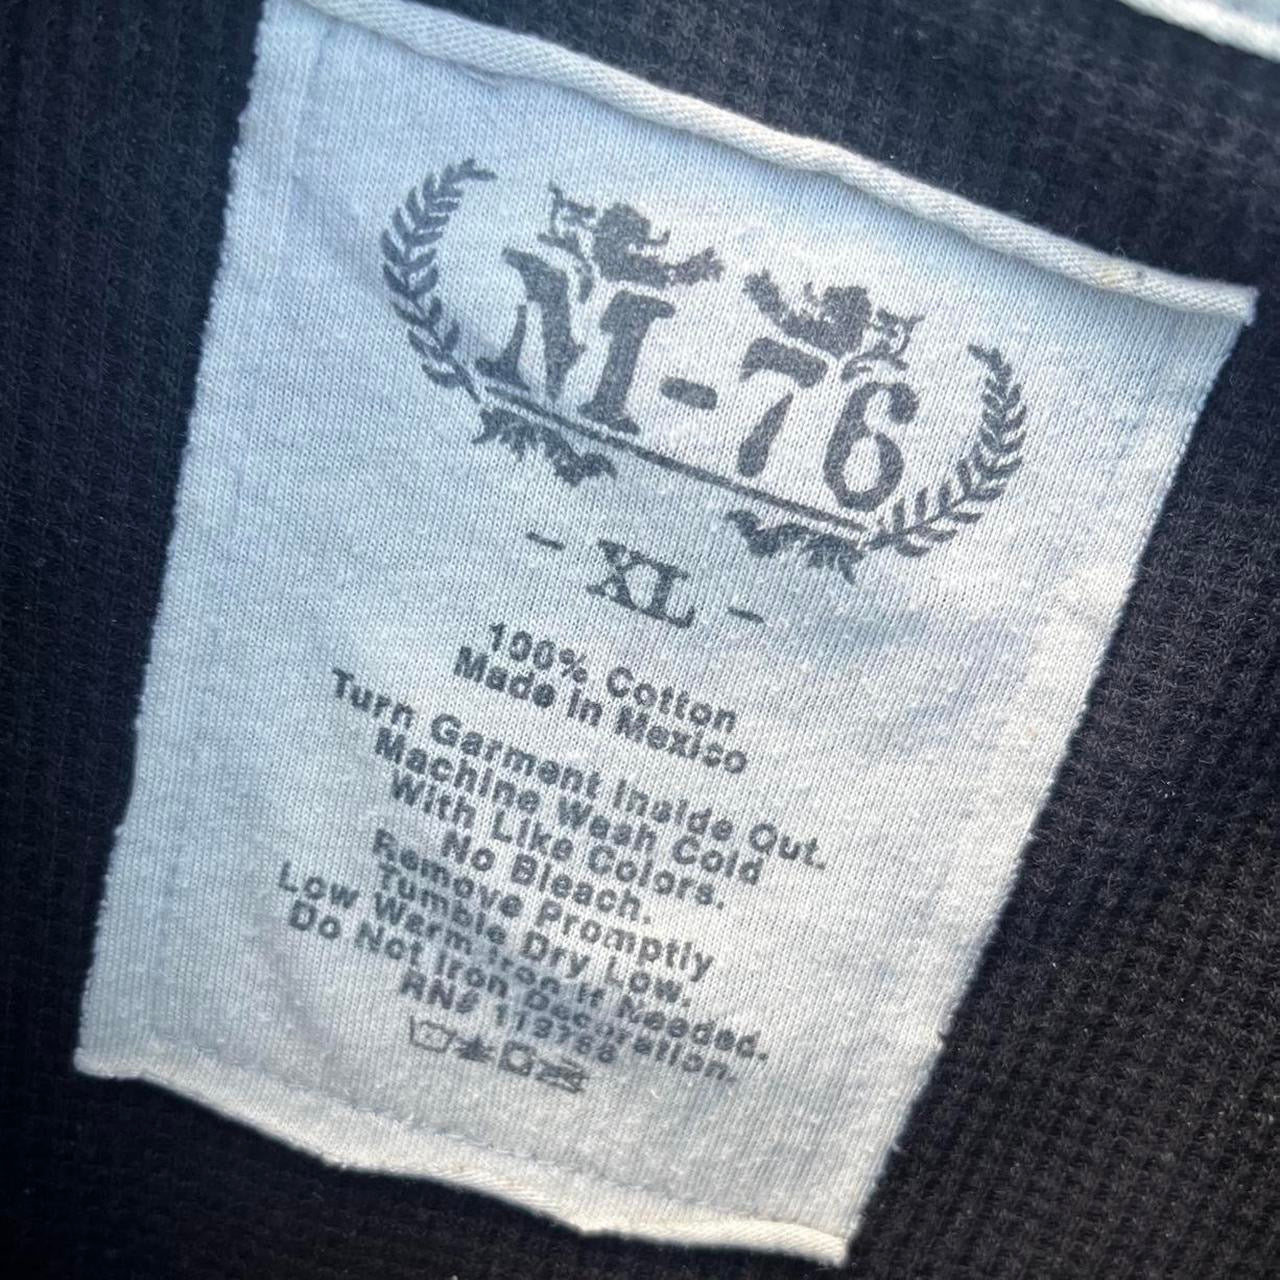 M-76
- XL -
100% Cotton
Made in Mexico
Turn Garment Inside Out.
Machine Wash Cold
With Like Colors.
No Bleach.
Remove Promptly
Tumble Dry Low.
Low Warm Iron If Needed.
Do Not Iron Decoration.
RN#